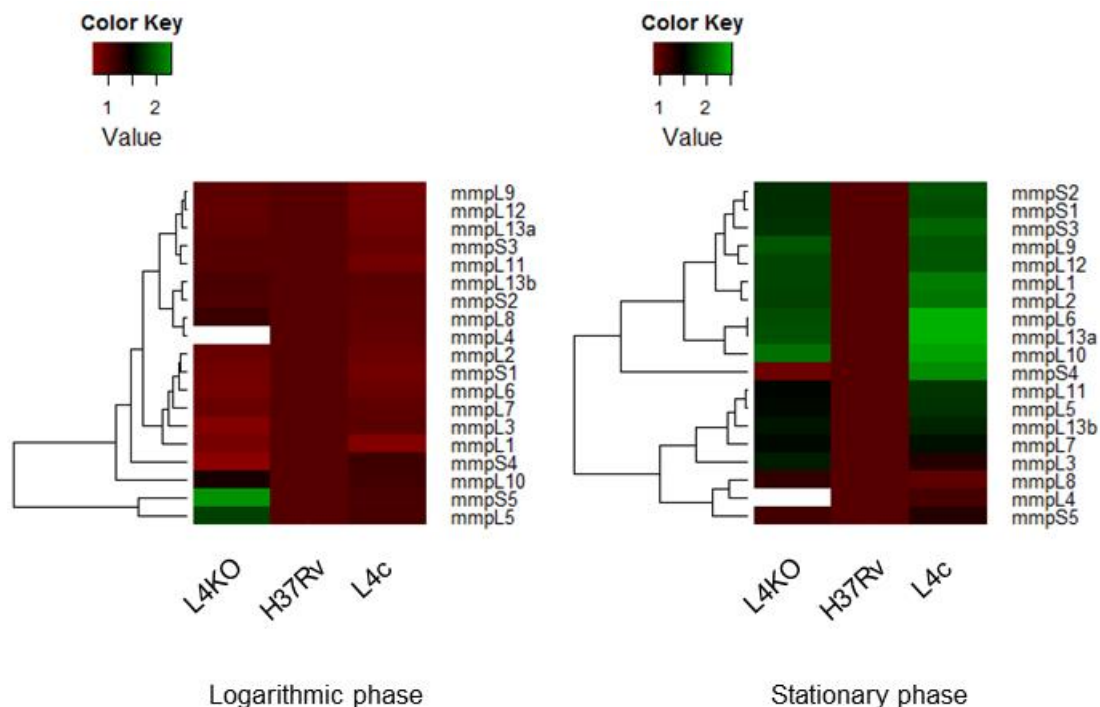 Color Key
1 2
Value
mmpL9
mmpL12
mmpL13a
mmpS3
mmpL11
mmpL13b
mmpS2
mmpL8
mmpL4
mmpL2
mmpS1
mmpL6
mmpL7
mmpL3
mmpL1
mmpS4
mmpL10
mmpS5
mmpL5
L4KO
H37Rv
L4c
Logarithmic phase
Color Key
1 2
Value
mmpS2
mmpS1
mmpS3
mmpL9
mmpL12
mmpL1
mmpL2
mmpL6
mmpL13a
mmpL10
mmpS4
mmpL11
mmpL5
mmpL13b
mmpL7
mmpL3
mmpL8
mmpL4
mmpS5
L4KO
H37Rv
L4c
Stationary phase